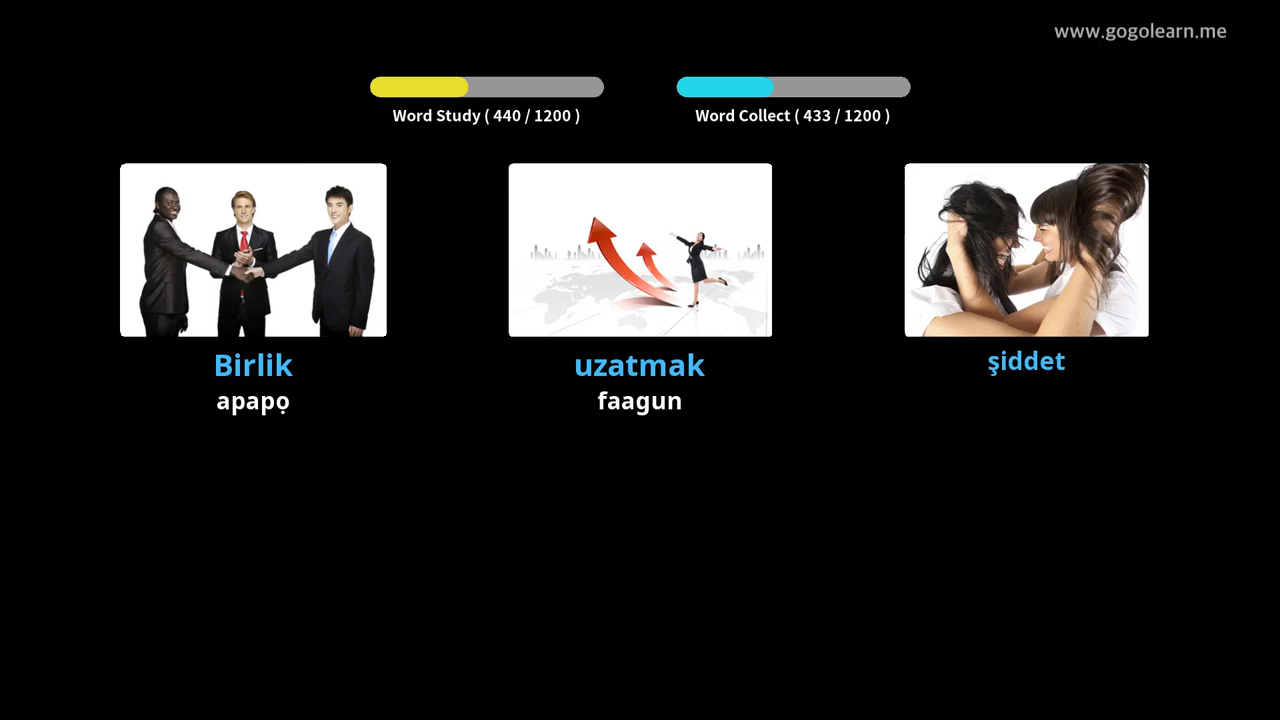 www.gogolearn.me
Word Study ( 440 / 1200 )
Word Collect ( 433 / 1200 )
Birlik
apapọ
uzatmak
faagun
şiddet